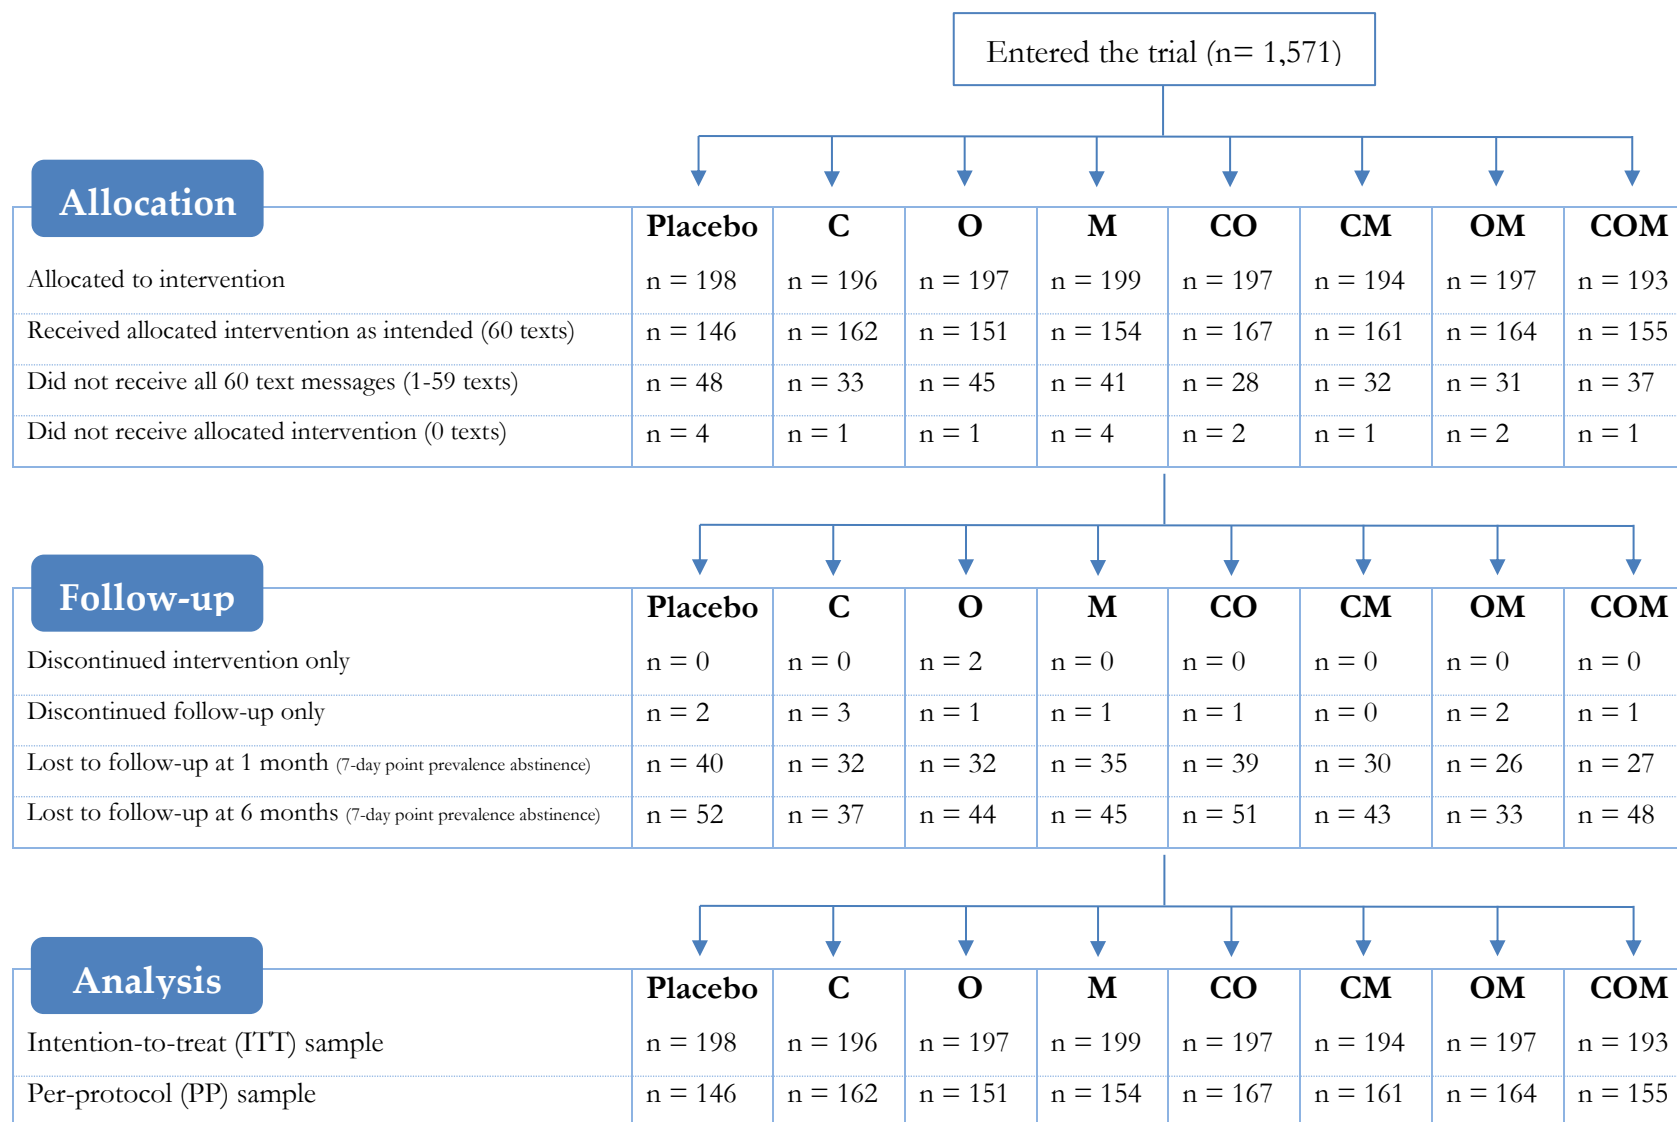 Entered the trial (n= 1,571)
Allocation
Placebo C O M CO CM OM COM
Allocated to intervention n = 198 n = 196 n = 197 n = 199 n = 197 n = 194 n = 197 n = 193
Received allocated intervention as intended (60 texts) n = 146 n = 162 n = 151 n = 154 n = 167 n = 161 n = 164 n = 155
Did not receive all 60 text messages (1-59 texts) n = 48 n = 33 n = 45 n = 41 n = 28 n = 32 n = 31 n = 37
Did not receive allocated intervention (0 texts) n = 4 n = 1 n = 1 n = 4 n = 2 n = 1 n = 2 n = 1
Follow-up
Placebo C O M CO CM OM COM
Discontinued intervention only n = 0 n = 0 n = 2 n = 0 n = 0 n = 0 n = 0 n = 0
Discontinued follow-up only n = 2 n = 3 n = 1 n = 1 n = 1 n = 0 n = 2 n = 1
Lost to follow-up at 1 month (7-day point prevalence abstinence) n = 40 n = 32 n = 32 n = 35 n = 39 n = 30 n = 26 n = 27
Lost to follow-up at 6 months (7-day point prevalence abstinence) n = 52 n = 37 n = 44 n = 45 n = 51 n = 43 n = 33 n = 48
Analysis
Placebo C O M CO CM OM COM
Intention-to-treat (ITT) sample n = 198 n = 196 n = 197 n = 199 n = 197 n = 194 n = 197 n = 193
Per-protocol (PP) sample n = 146 n = 162 n = 151 n = 154 n = 167 n = 161 n = 164 n = 155